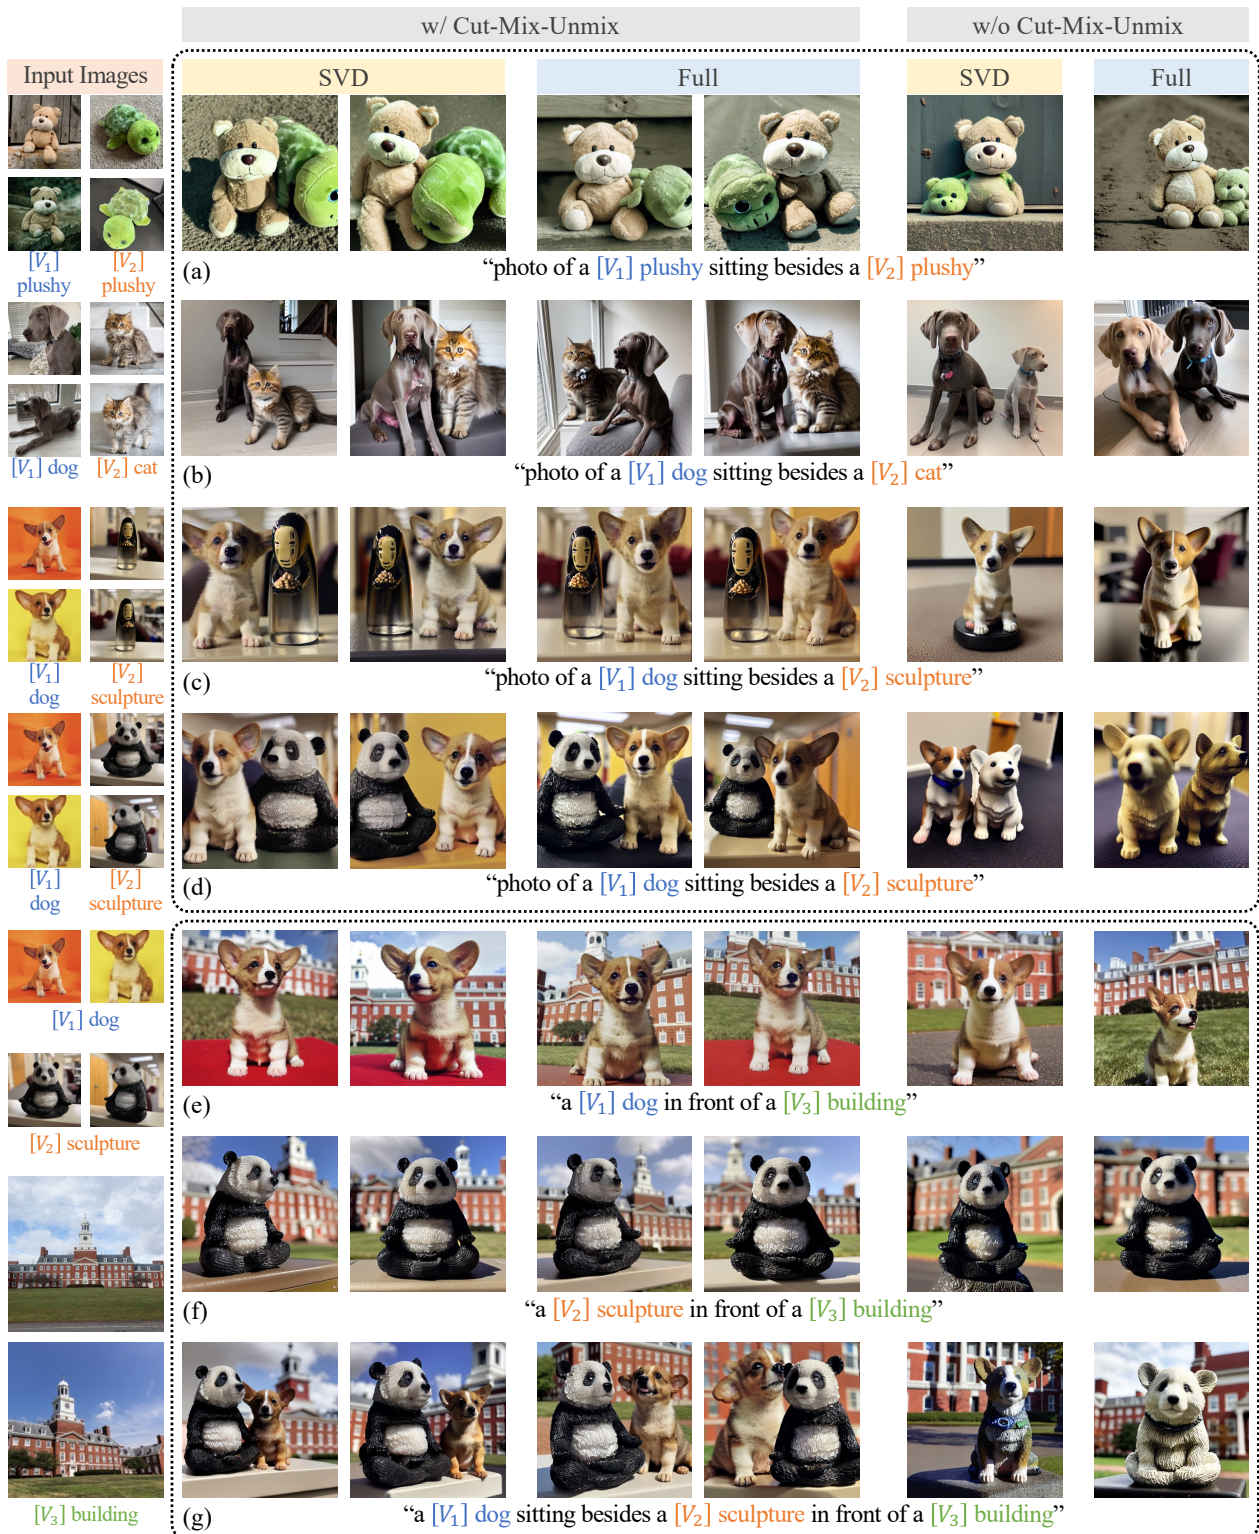 w/ Cut-Mix-Unmix
w/o Cut-Mix-Unmix
Input Images
SVD
Full
SVD
Full
[V₁] plushy
[V₂] plushy
(a)
“photo of a [V₁] plushy sitting besides a [V₂] plushy”
[V₁] dog
[V₂] cat
(b)
“photo of a [V₁] dog sitting besides a [V₂] cat”
[V₁] dog
[V₂] sculpture
(c)
“photo of a [V₁] dog sitting besides a [V₂] sculpture”
[V₁] dog
[V₂] sculpture
(d)
“photo of a [V₁] dog sitting besides a [V₂] sculpture”
[V₁] dog
(e)
“a [V₁] dog in front of a [V₃] building”
[V₂] sculpture
(f)
“a [V₂] sculpture in front of a [V₃] building”
[V₃] building
(g)
“a [V₁] dog sitting besides a [V₂] sculpture in front of a [V₃] building”